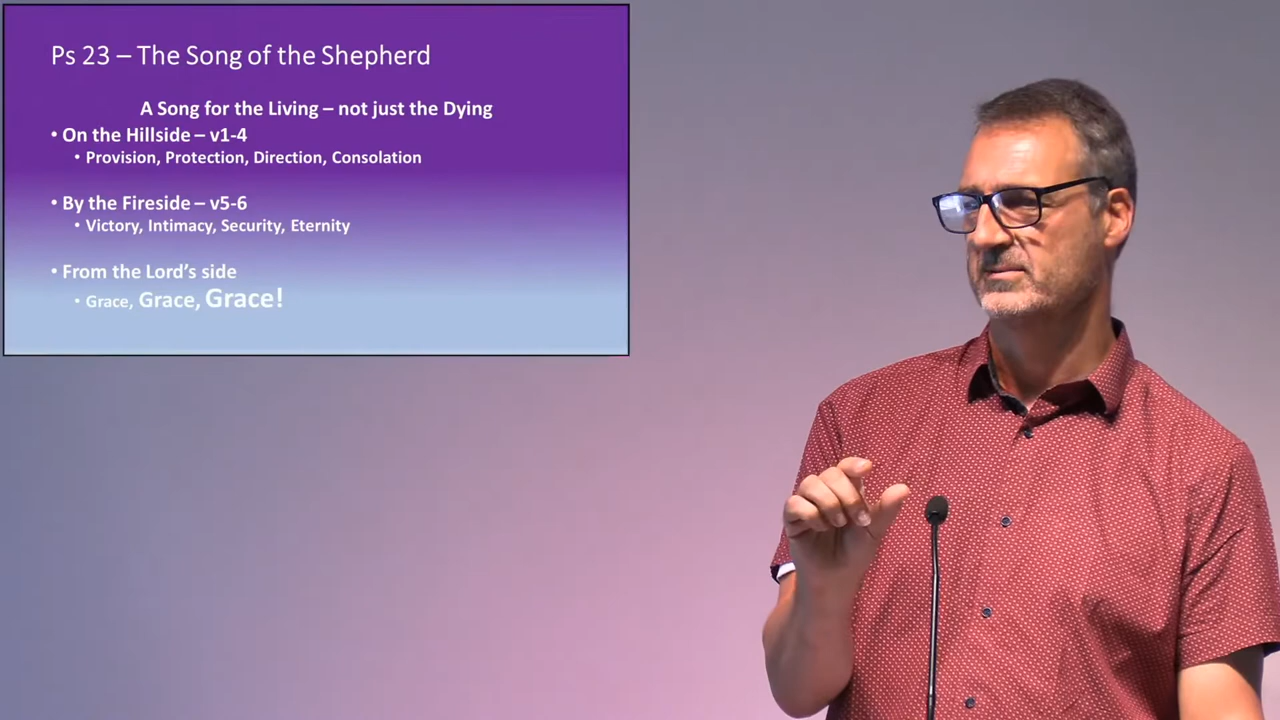 Ps 23 – The Song of the Shepherd
A Song for the Living – not just the Dying
• On the Hillside – v1-4
• Provision, Protection, Direction, Consolation
• By the Fireside – v5-6
• Victory, Intimacy, Security, Eternity
• From the Lord's side
• Grace, Grace, Grace!